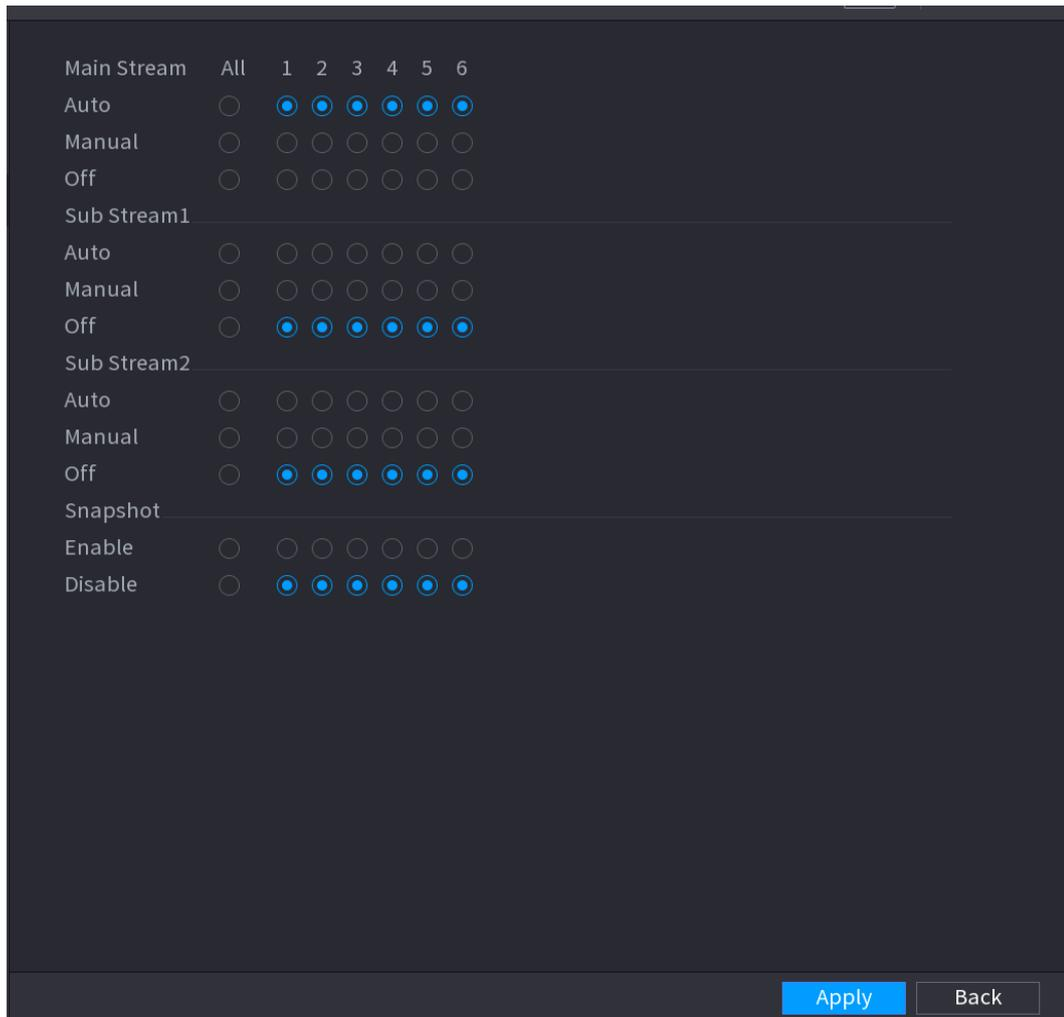 Main Stream All 1 2 3 4 5 6
Auto
Manual
Off
Sub Stream1
Auto
Manual
Off
Sub Stream2
Auto
Manual
Off
Snapshot
Enable
Disable
Apply Back